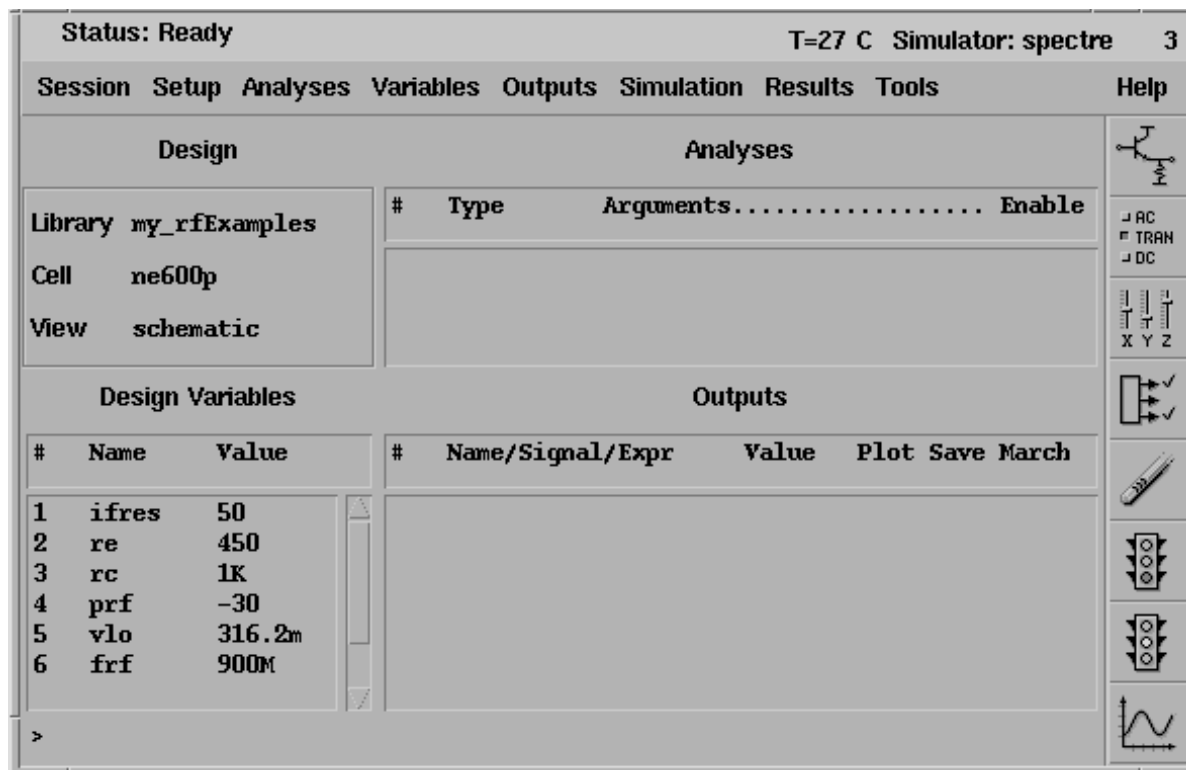 Status: Ready T=27 C Simulator: spectre 3
Session Setup Analyses Variables Outputs Simulation Results Tools Help
Design
Library my_rfExamples
Cell ne600p
View schematic
Analyses
# Type Arguments................... Enable
Design Variables
# Name Value
1 ifres 50
2 re 450
3 rc 1K
4 prf -30
5 vlo 316.2m
6 frf 900M
Outputs
# Name/Signal/Expr Value Plot Save March
AC
TRAN
DC
X Y Z
>